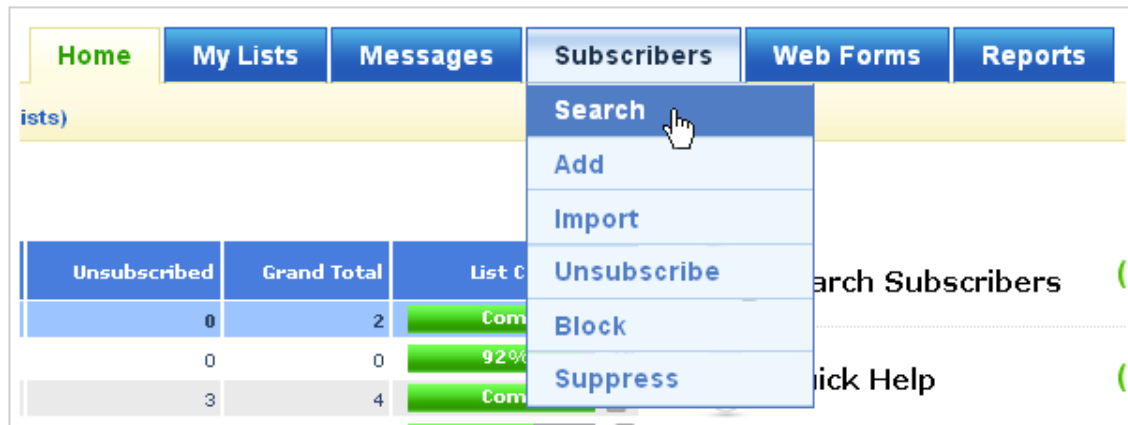 Home My Lists Messages Subscribers Web Forms Reports
ists)
Search
Add
Import
Unsubscribe
Block
Suppress
Unsubscribed Grand Total List C
0 2 Com
0 0 92%
3 4 Com
arch Subscribers (
ick Help (